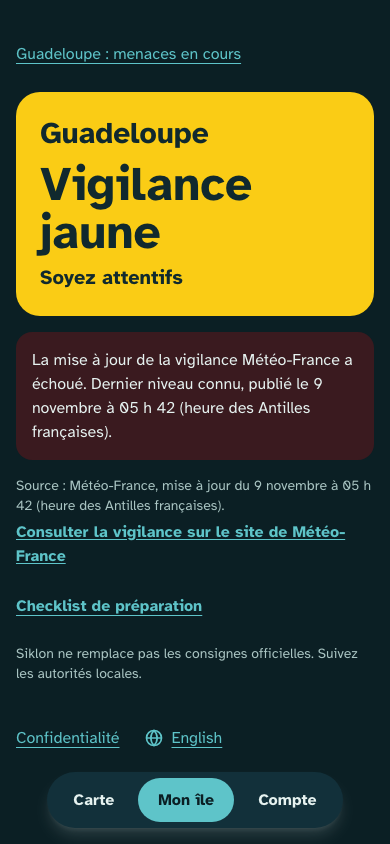 Guadeloupe : menaces en cours
Guadeloupe
Vigilance
jaune
Soyez attentifs
La mise à jour de la vigilance Météo-France a
échoué. Dernier niveau connu, publié le 9
novembre à 05 h 42 (heure des Antilles
françaises).
Source : Météo-France, mise à jour du 9 novembre à 05 h
42 (heure des Antilles françaises).
Consulter la vigilance sur le site de Météo-
France
Checklist de préparation
Siklon ne remplace pas les consignes officielles. Suivez
les autorités locales.
Confidentialité English
Carte Mon île Compte